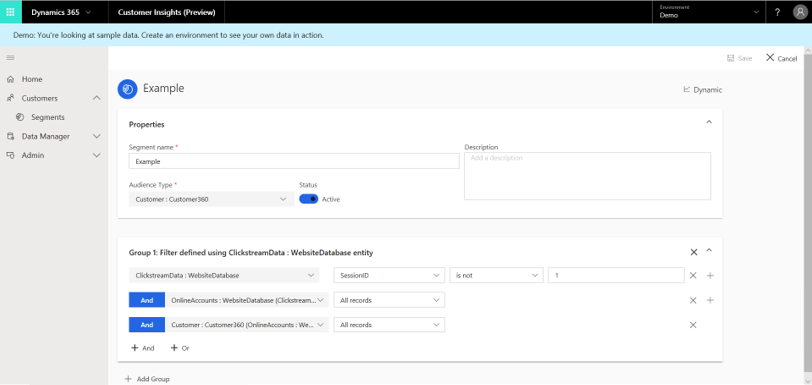 Dynamics 365 Customer Insights (Preview) Environment
Demo ?
Demo: You're looking at sample data. Create an environment to see your own data in action.
Save Cancel
Home
Customers
Segments
Data Manager
Admin
Example Dynamic
Properties
Segment name * Description
Example Add a description
Audience Type * Status
Customer : Customer360 Active
Group 1: Filter defined using ClickstreamData : WebsiteDatabase entity
ClickstreamData : WebsiteDatabase SessionID is not 1
And OnlineAccounts : WebsiteDatabase (Clickstream... All records
And Customer : Customer360 (OnlineAccounts : We... All records
+ And + Or
+ Add Group